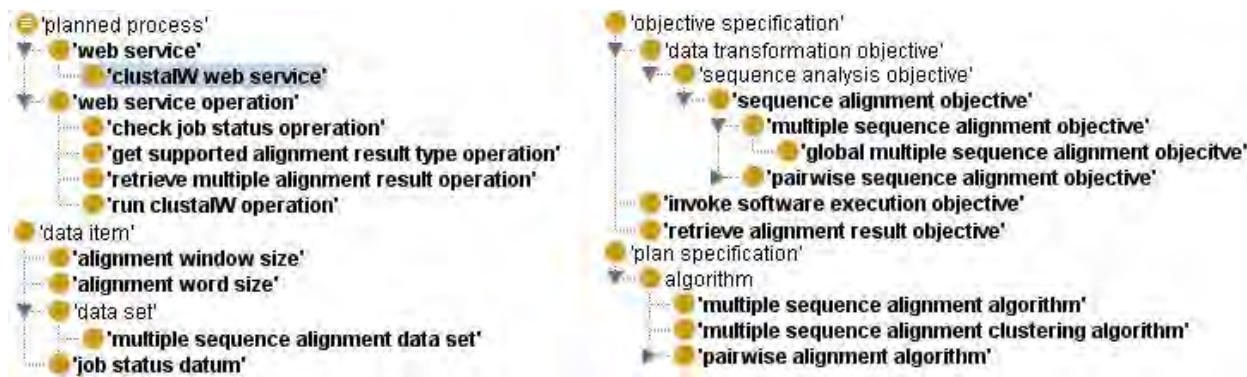 'planned process'
'web service'
'clustalW web service'
'web service operation'
'check job status opreration'
'get supported alignment result type operation'
'retrieve multiple alignment result operation'
'run clustalW operation'
'data item'
'alignment window size'
'alignment word size'
'data set'
'multiple sequence alignment data set'
'job status datum'
'objective specification'
'data transformation objective'
'sequence analysis objective'
'sequence alignment objective'
'multiple sequence alignment objective'
'global multiple sequence alignment objecitve'
'pairwise sequence alignment objective'
'invoke software execution objective'
'retrieve alignment result objective'
'plan specification'
algorithm
'multiple sequence alignment algorithm'
'multiple sequence alignment clustering algorithm'
'pairwise alignment algorithm'